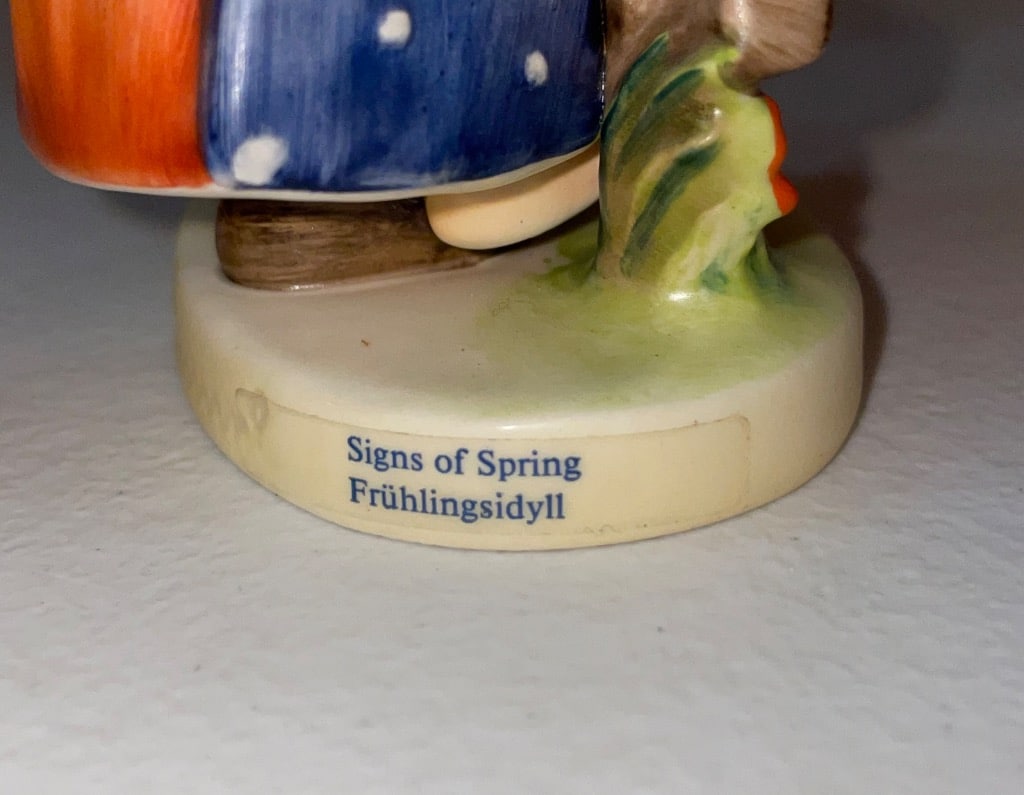 Signs of Spring
Frühlingsidyll